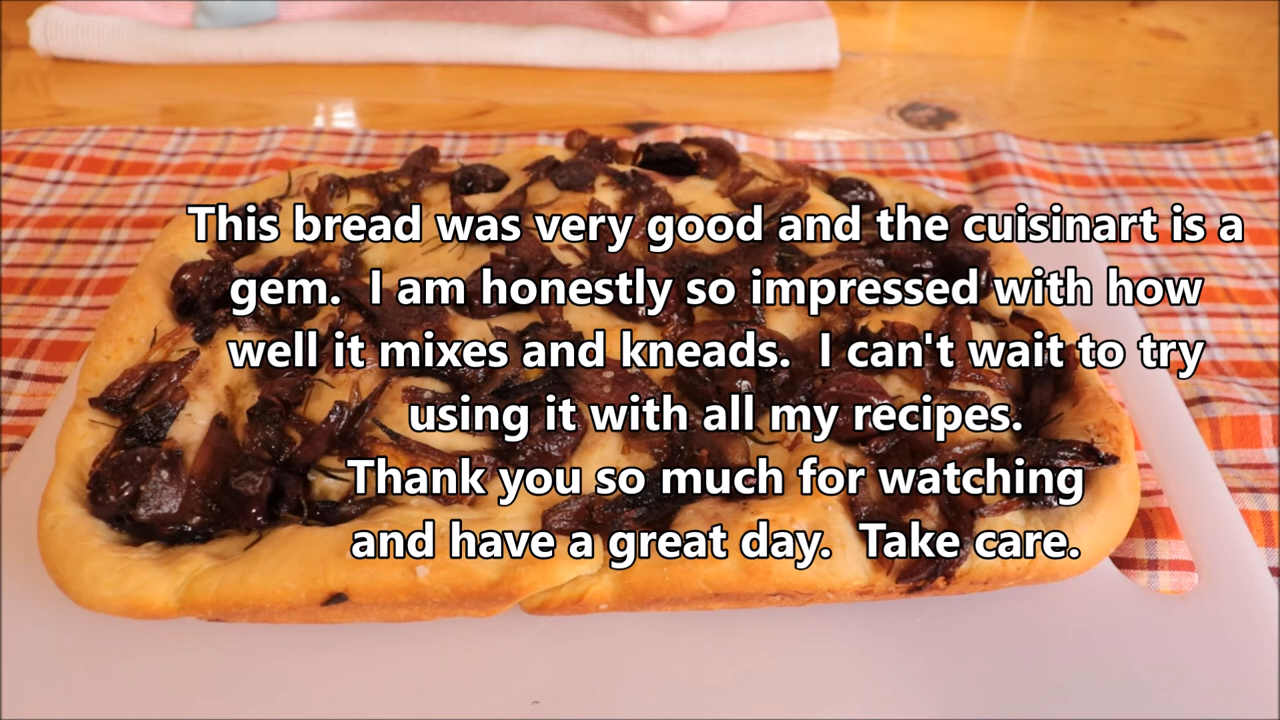 This bread was very good and the cuisinart is a
gem.  I am honestly so impressed with how
well it mixes and kneads.  I can't wait to try
using it with all my recipes.
Thank you so much for watching
and have a great day.  Take care.